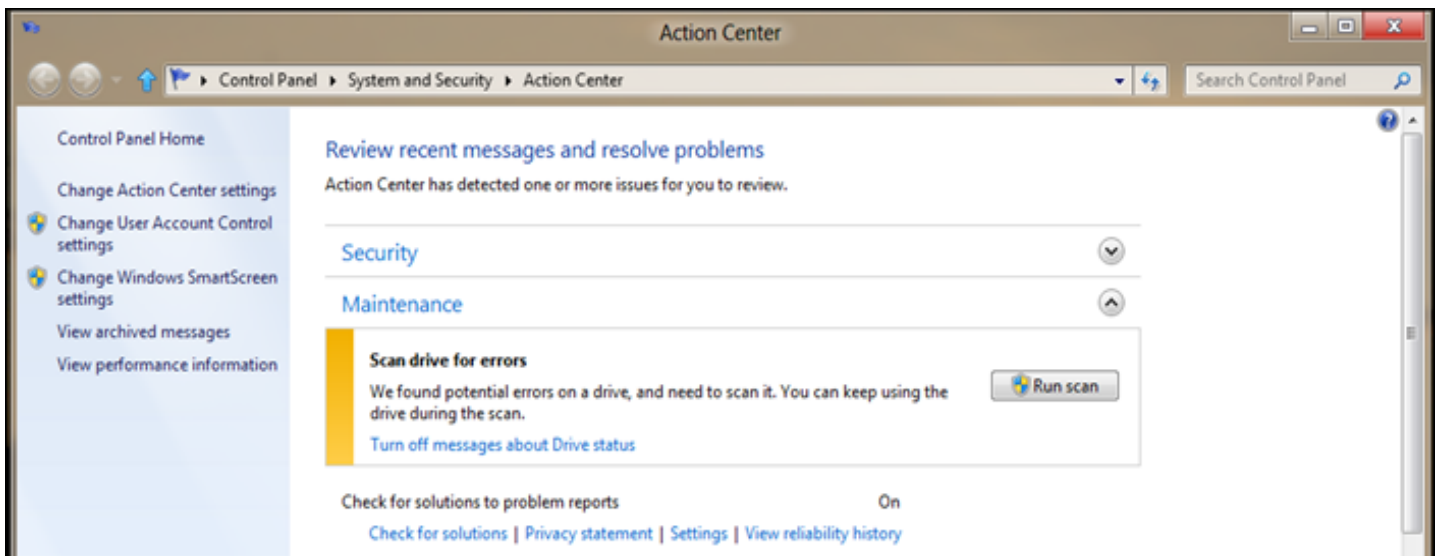 Action Center
Control Panel ▸ System and Security ▸ Action Center
Search Control Panel
Control Panel Home
Change Action Center settings
Change User Account Control
settings
Change Windows SmartScreen
settings
View archived messages
View performance information
Review recent messages and resolve problems
Action Center has detected one or more issues for you to review.
Security
Maintenance
Scan drive for errors
We found potential errors on a drive, and need to scan it. You can keep using the
drive during the scan.
Run scan
Turn off messages about Drive status
Check for solutions to problem reports On
Check for solutions | Privacy statement | Settings | View reliability history